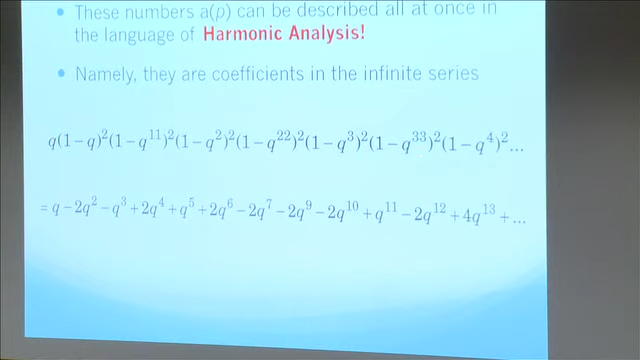 • These numbers a(p) can be described all at once in
the language of Harmonic Analysis!
• Namely, they are coefficients in the infinite series
q(1−q)²(1−q¹¹)²(1−q²)²(1−q²²)²(1−q³)²(1−q³³)²(1−q⁴)²...
= q − 2q² − q³ + 2q⁴ + q⁵ + 2q⁶ − 2q⁷ − 2q⁹ − 2q¹⁰ + q¹¹ − 2q¹² + 4q¹³ + ...